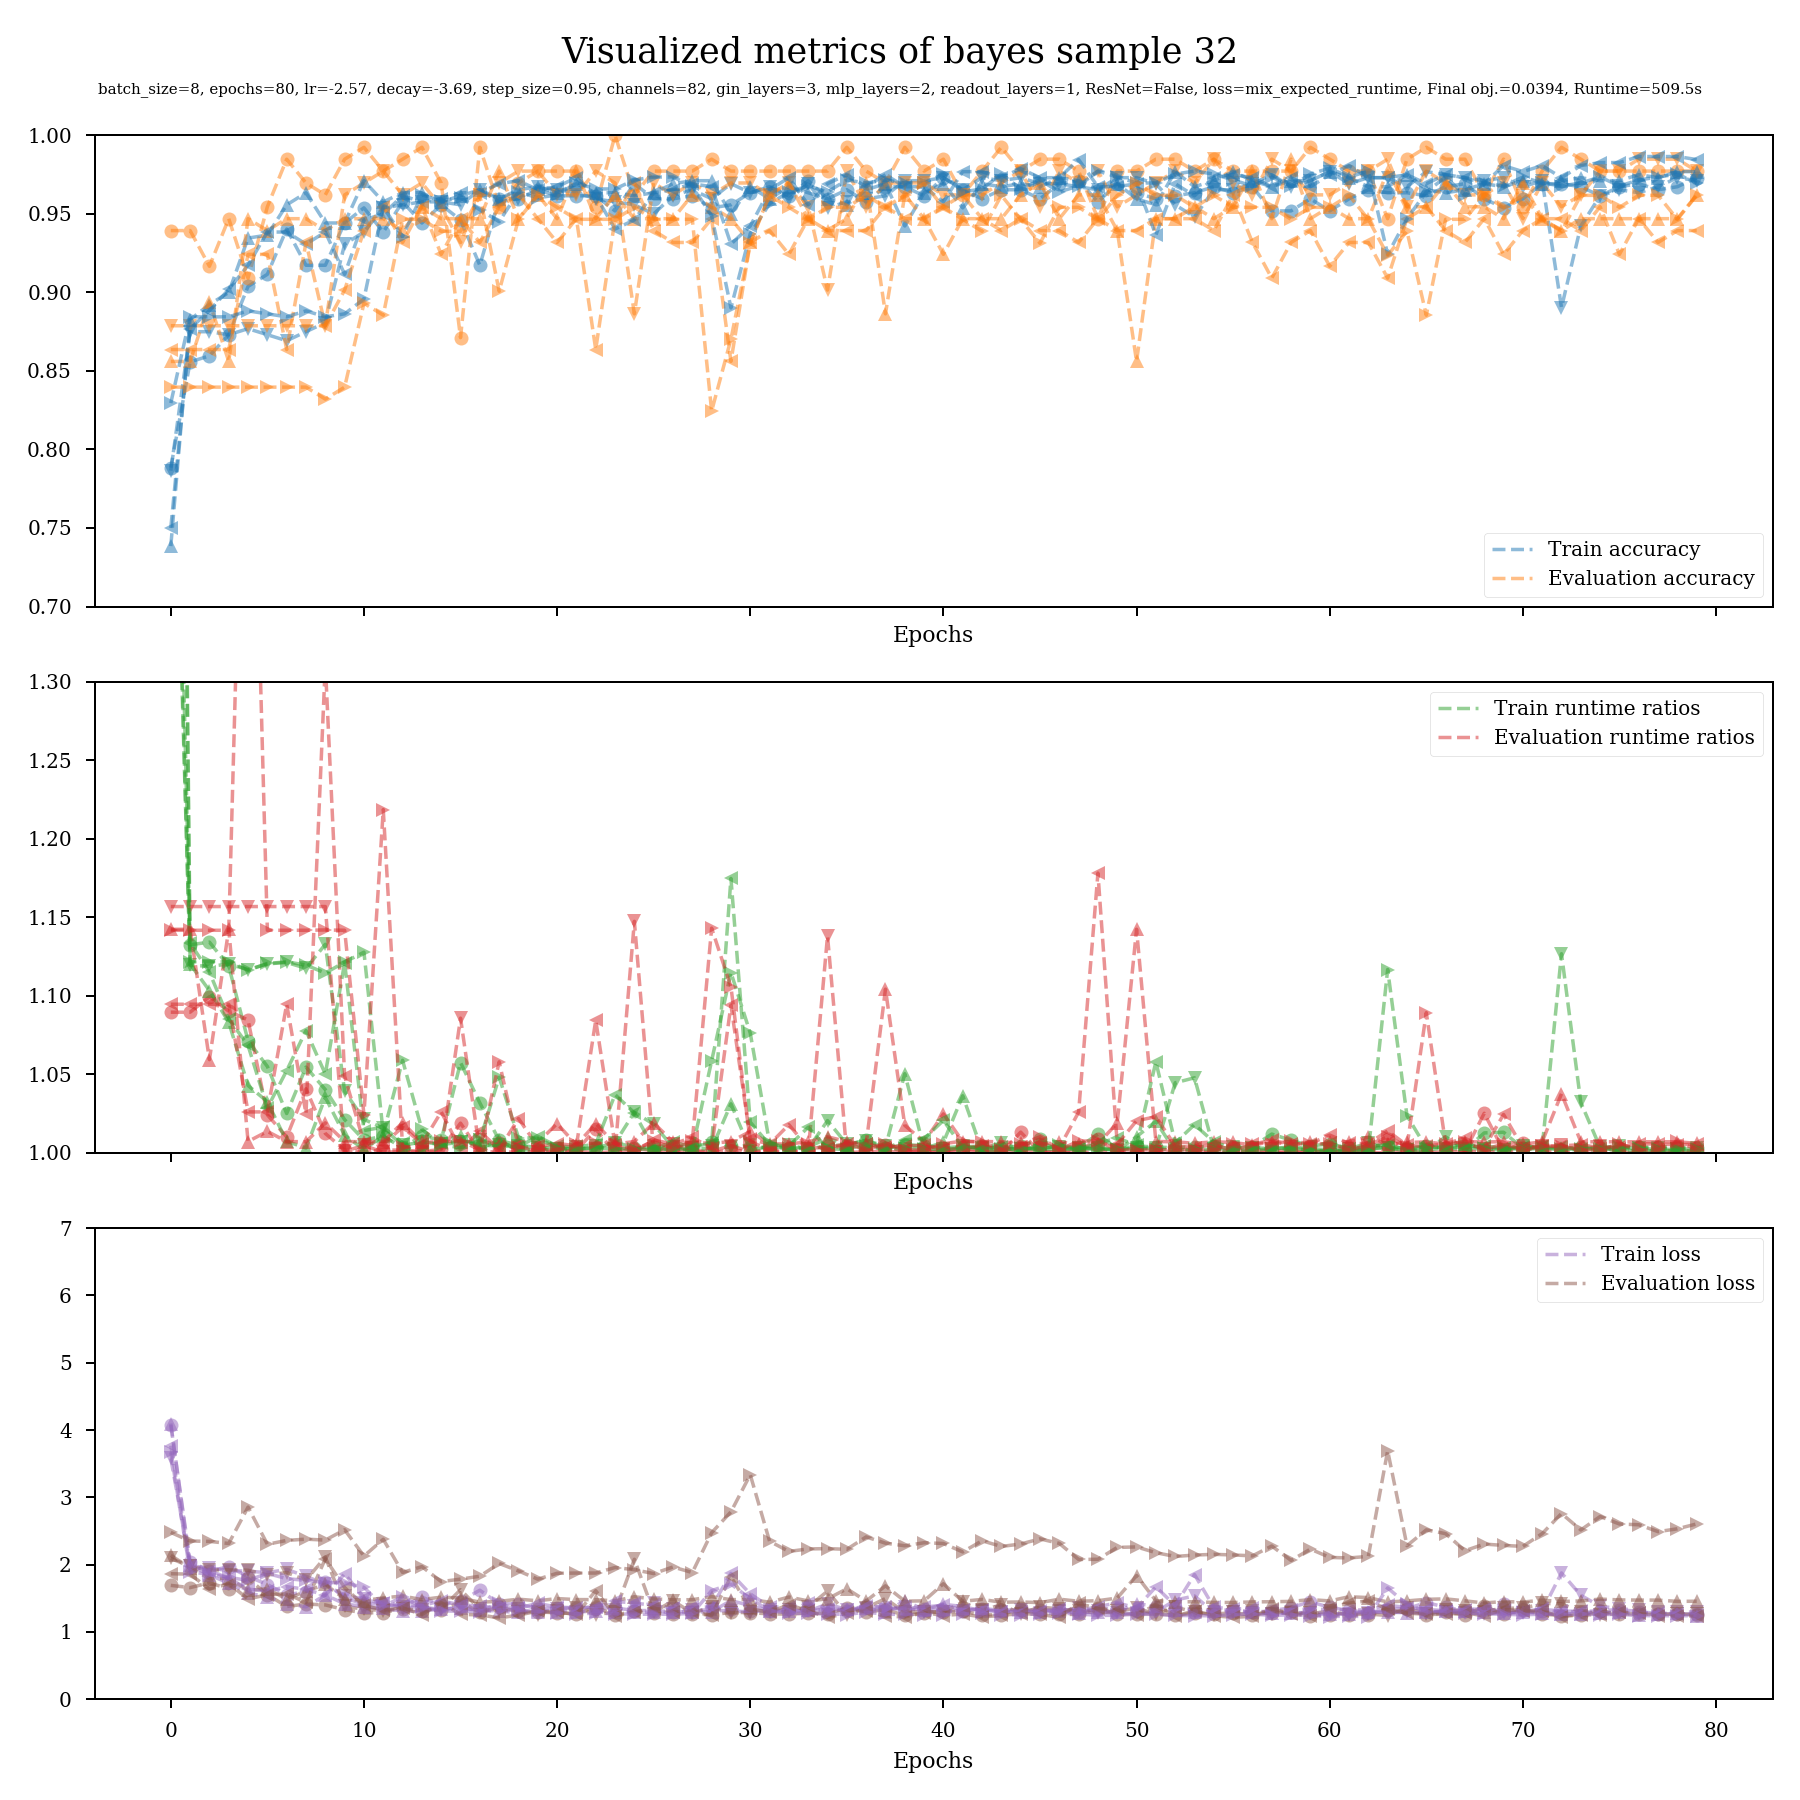 Visualized metrics of bayes sample 32
batch_size=8, epochs=80, lr=-2.57, decay=-3.69, step_size=0.95, channels=82, gin_layers=3, mlp_layers=2, readout_layers=1, ResNet=False, loss=mix_expected_runtime, Final obj.=0.0394, Runtime=509.5s
1.00
0.95
0.90
0.85
0.80
0.75
0.70
Train accuracy
Evaluation accuracy
Epochs
1.30
1.25
1.20
1.15
1.10
1.05
1.00
Train runtime ratios
Evaluation runtime ratios
Epochs
7
6
5
4
3
2
1
0
Train loss
Evaluation loss
0 10 20 30 40 50 60 70 80
Epochs